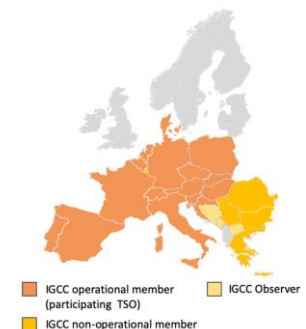 IGCC operational member
(participating TSO)
IGCC Observer
IGCC non-operational member